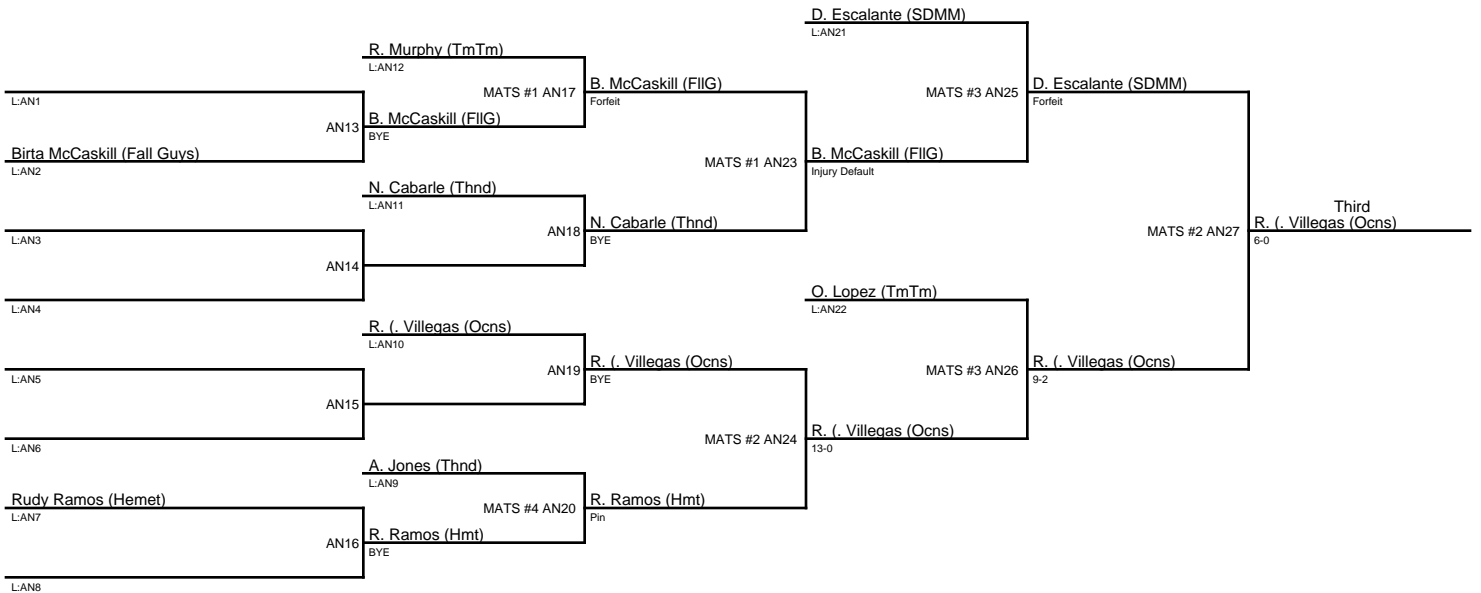 D. Escalante (SDMM)
L:AN21
R. Murphy (TmTm)
L:AN12
MATS #1 AN17
B. McCaskill (FllG)
Forfeit
MATS #3 AN25
D. Escalante (SDMM)
Forfeit
L:AN1
AN13
B. McCaskill (FllG)
BYE
Birta McCaskill (Fall Guys)
L:AN2
MATS #1 AN23
B. McCaskill (FllG)
Injury Default
N. Cabarle (Thnd)
L:AN11
L:AN3
AN18
N. Cabarle (Thnd)
BYE
MATS #2 AN27
Third
R. (. Villegas (Ocns)
6-0
AN14
L:AN4
O. Lopez (TmTm)
L:AN22
R. (. Villegas (Ocns)
L:AN10
L:AN5
AN19
R. (. Villegas (Ocns)
BYE
MATS #3 AN26
R. (. Villegas (Ocns)
9-2
AN15
L:AN6
MATS #2 AN24
R. (. Villegas (Ocns)
13-0
A. Jones (Thnd)
L:AN9
Rudy Ramos (Hemet)
L:AN7
MATS #4 AN20
R. Ramos (Hmt)
Pin
AN16
R. Ramos (Hmt)
BYE
L:AN8